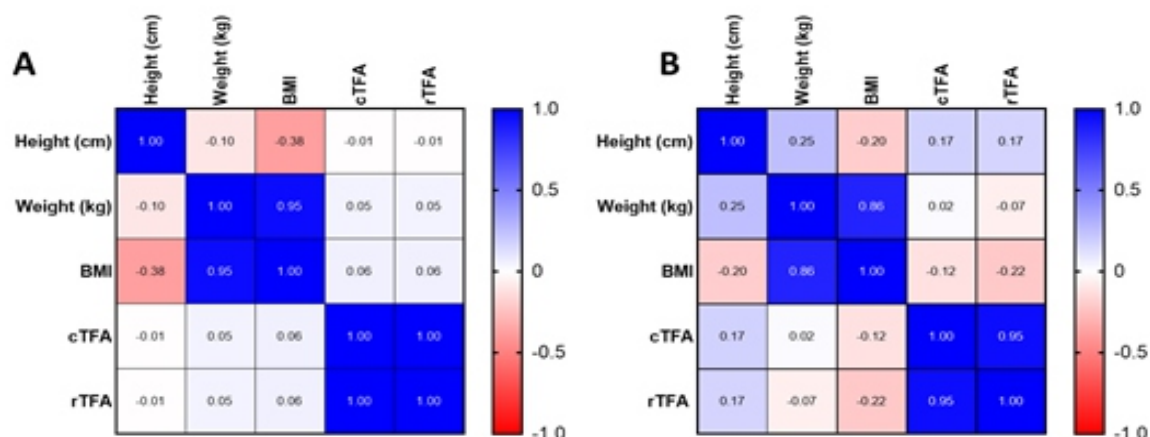 A
Height (cm) Weight (kg) BMI cTFA rTFA
Height (cm) 1.00 -0.10 -0.38 -0.01 -0.01
Weight (kg) -0.10 1.00 0.95 0.05 0.05
BMI -0.38 0.95 1.00 0.06 0.06
cTFA -0.01 0.05 0.06 1.00 1.00
rTFA -0.01 0.05 0.06 1.00 1.00
1.0
0.5
0
-0.5
-1.0
B
Height (cm) Weight (kg) BMI cTFA rTFA
Height (cm) 1.00 0.25 -0.20 0.17 0.17
Weight (kg) 0.25 1.00 0.86 0.02 -0.07
BMI -0.20 0.86 1.00 -0.12 -0.22
cTFA 0.17 0.02 -0.12 1.00 0.95
rTFA 0.17 -0.07 -0.22 0.95 1.00
1.0
0.5
0
-0.5
-1.0